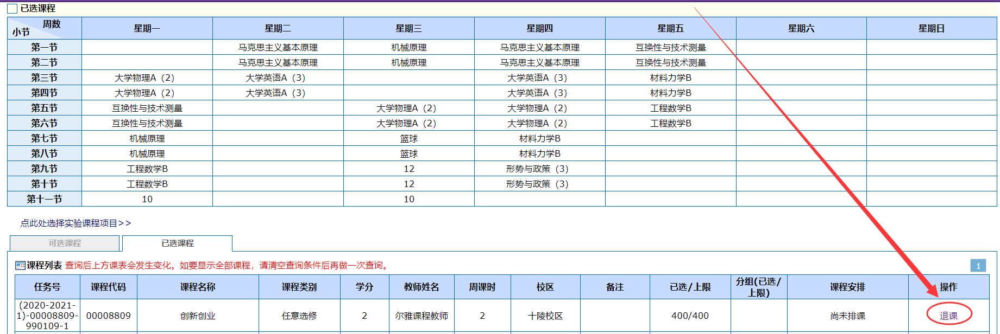 已选课程
周数 小节 星期一 星期二 星期三 星期四 星期五 星期六 星期日
第一节 马克思主义基本原理 机械原理 马克思主义基本原理 互换性与技术测量
第二节 马克思主义基本原理 机械原理 马克思主义基本原理 互换性与技术测量
第三节 大学物理A（2） 大学英语A（3） 大学英语A（3） 材料力学B
第四节 大学物理A（2） 大学英语A（3） 大学英语A（3） 材料力学B
第五节 互换性与技术测量 大学物理A（2） 大学物理A（2） 工程数学B
第六节 互换性与技术测量 大学物理A（2） 大学物理A（2） 工程数学B
第七节 机械原理 篮球 材料力学B
第八节 机械原理 篮球 材料力学B
第九节 工程数学B 12 形势与政策（3）
第十节 工程数学B 12 形势与政策（3）
第十一节 10 10
点此处选择实验课程项目>>
可选课程 已选课程
课程列表 查询后上方课表会发生变化。如要显示全部课程，请清空查询条件后再做一次查询。 1
任务号 课程代码 课程名称 课程类别 学分 教师姓名 周课时 校区 备注 已选/上限 分组(已选/上限) 课程安排 操作
(2020-2021-1)-00008809-990109-1 00008809 创新创业 任意选修 2 尔雅课程教师 2 十陵校区 400/400 尚未排课 退课